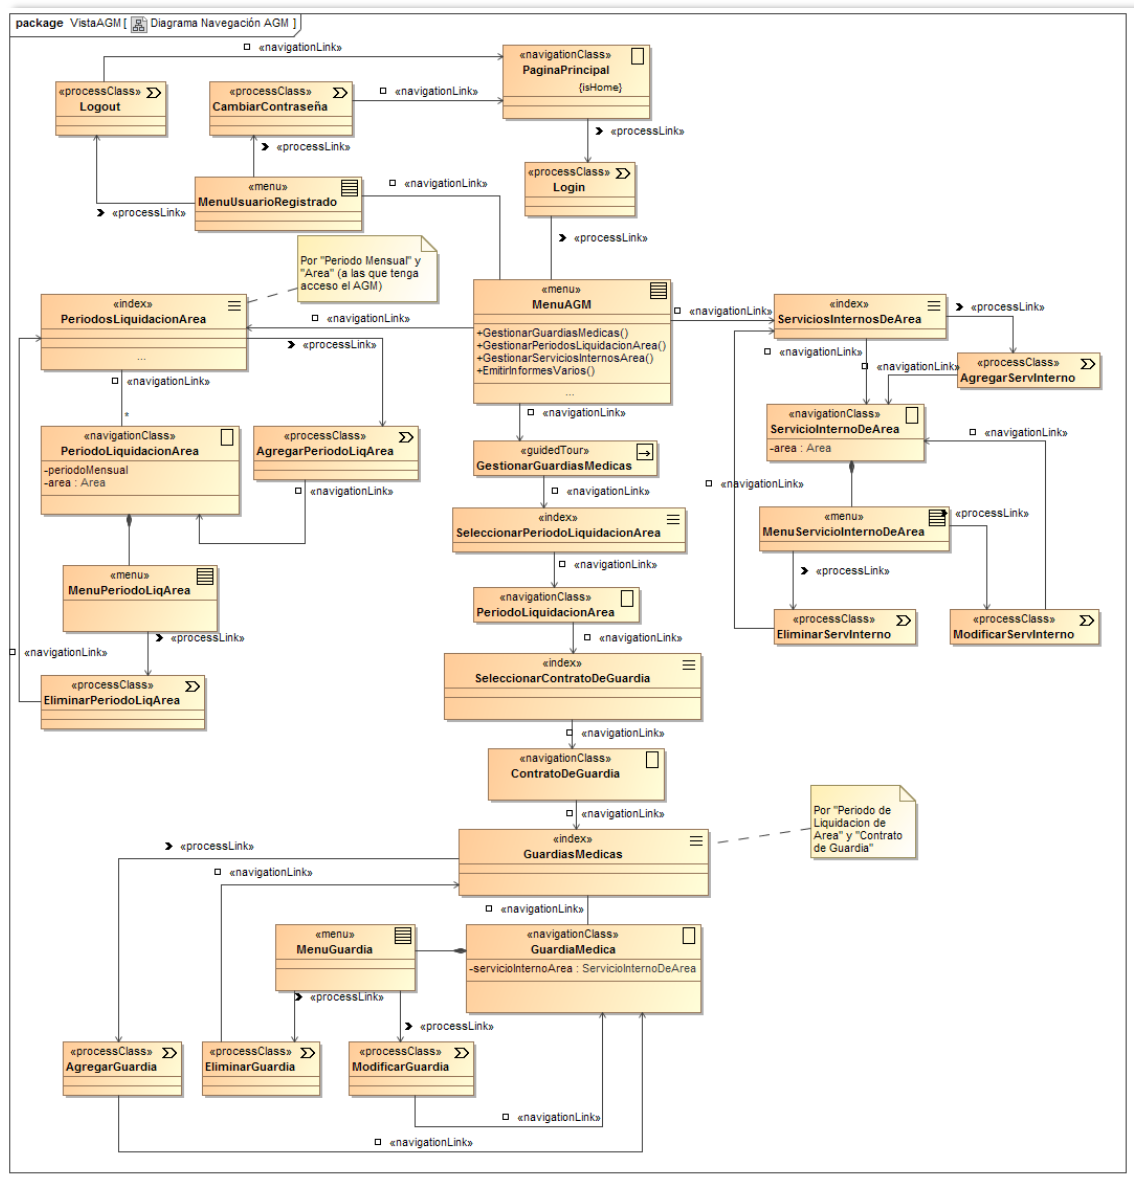 package VistaAGM [ Diagrama Navegación AGM ]
«navigationLink»
«navigationClass»
PaginaPrincipal
{isHome}
«processClass»
Logout
«processClass»
CambiarContraseña
«navigationLink»
«processLink»
«processLink»
«processClass»
Login
«menu»
MenuUsuarioRegistrado
«navigationLink»
«processLink»
«processLink»
Por "Periodo Mensual" y
"Area" (a las que tenga
acceso el AGM)
«index»
PeriodosLiquidacionArea
...
«navigationLink»
«processLink»
«menu»
MenuAGM
+GestionarGuardiasMedicas()
+GestionarPeriodosLiquidacionArea()
+GestionarServiciosInternosArea()
+EmitirInformesVarios()
...
«navigationLink»
«index»
ServiciosInternosDeArea
«processLink»
«navigationLink»
«navigationLink»
«processClass»
AgregarServInterno
«navigationLink»
*
«navigationLink»
«navigationClass»
PeriodoLiquidacionArea
-periodoMensual
-area : Area
«processClass»
AgregarPeriodoLiqArea
«navigationLink»
«guidedTour»
GestionarGuardiasMedicas
«navigationLink»
«navigationClass»
ServicioInternoDeArea
-area : Area
«navigationLink»
«navigationLink»
«index»
SeleccionarPeriodoLiquidacionArea
«navigationLink»
«menu»
MenuServicioInternoDeArea
«processLink»
«processLink»
«menu»
MenuPeriodoLiqArea
«processLink»
«navigationLink»
«navigationClass»
PeriodoLiquidacionArea
«navigationLink»
«processClass»
EliminarServInterno
«processClass»
ModificarServInterno
«processClass»
EliminarPeriodoLiqArea
«index»
SeleccionarContratoDeGuardia
«navigationLink»
«navigationClass»
ContratoDeGuardia
«navigationLink»
Por "Periodo de
Liquidacion de
Area" y "Contrato
de Guardia"
«index»
GuardiasMedicas
«processLink»
«navigationLink»
«navigationLink»
«menu»
MenuGuardia
«navigationClass»
GuardiaMedica
-servicioInternoArea : ServicioInternoDeArea
«processLink»
«processLink»
«processClass»
AgregarGuardia
«processClass»
EliminarGuardia
«processClass»
ModificarGuardia
«navigationLink»
«navigationLink»